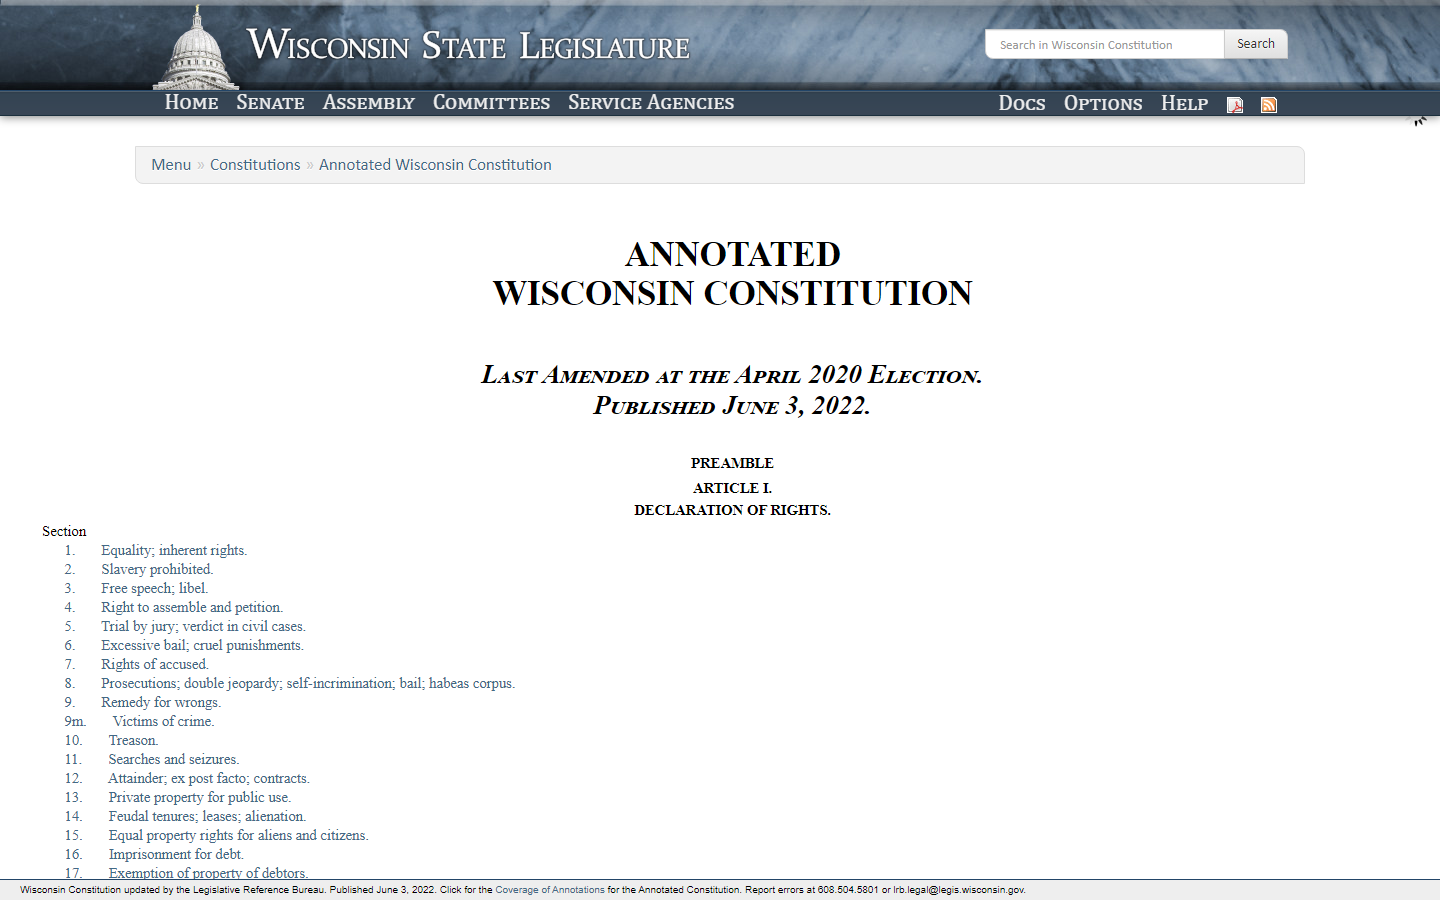 Wisconsin State Legislature
Search in Wisconsin Constitution
Search
Home Senate Assembly Committees Service Agencies Docs Options Help
Menu » Constitutions » Annotated Wisconsin Constitution
ANNOTATED
WISCONSIN CONSTITUTION
Last Amended at the April 2020 Election.
Published June 3, 2022.
PREAMBLE
ARTICLE I.
DECLARATION OF RIGHTS.
Section
1. Equality; inherent rights.
2. Slavery prohibited.
3. Free speech; libel.
4. Right to assemble and petition.
5. Trial by jury; verdict in civil cases.
6. Excessive bail; cruel punishments.
7. Rights of accused.
8. Prosecutions; double jeopardy; self-incrimination; bail; habeas corpus.
9. Remedy for wrongs.
9m. Victims of crime.
10. Treason.
11. Searches and seizures.
12. Attainder; ex post facto; contracts.
13. Private property for public use.
14. Feudal tenures; leases; alienation.
15. Equal property rights for aliens and citizens.
16. Imprisonment for debt.
17. Exemption of property of debtors.
Wisconsin Constitution updated by the Legislative Reference Bureau. Published June 3, 2022. Click for the Coverage of Annotations for the Annotated Constitution. Report errors at 608.504.5801 or lrb.legal@legis.wisconsin.gov.